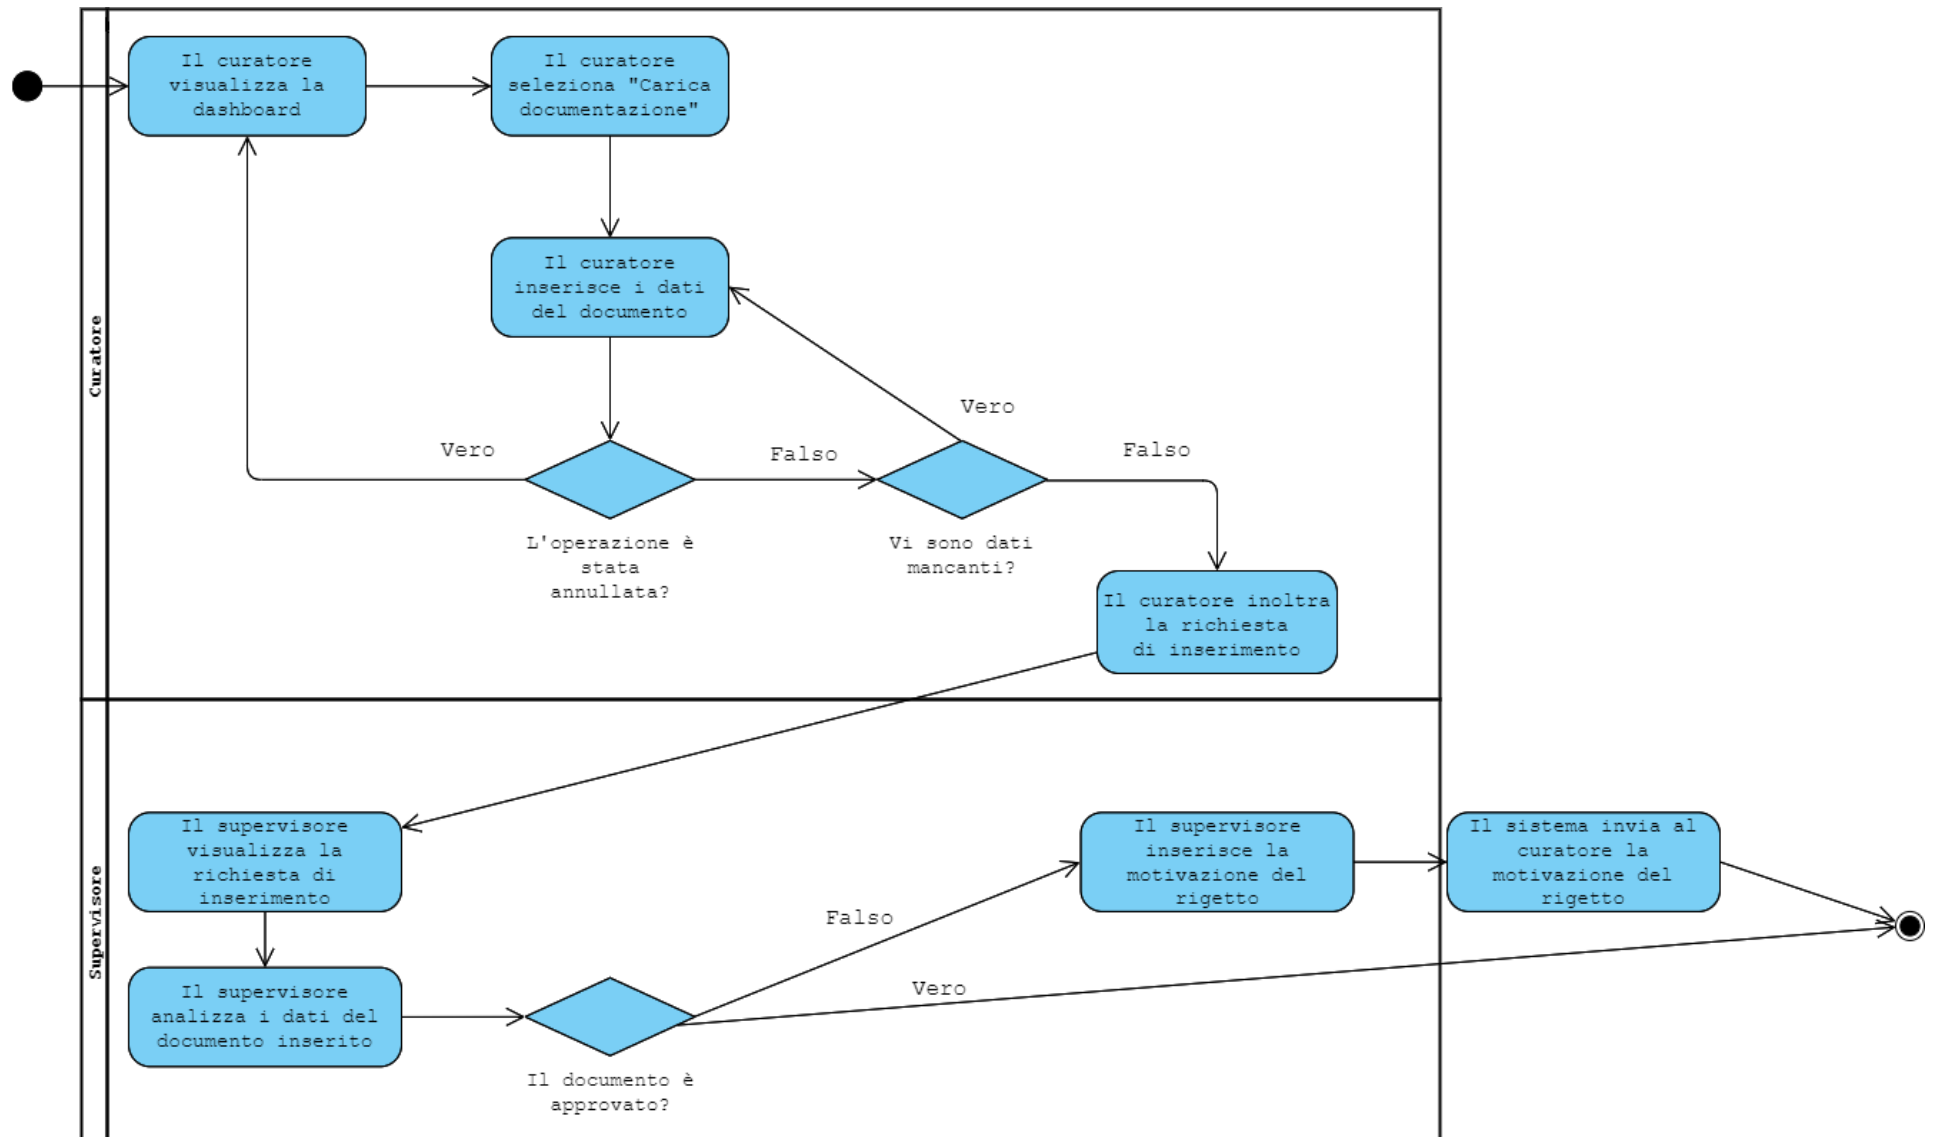 Il curatore
visualizza la
dashboard
Il curatore
seleziona "Carica
documentazione"
Il curatore
inserisce i dati
del documento
Curatore
Vero
Falso
Vero
Falso
L'operazione è
stata
annullata?
Vi sono dati
mancanti?
Il curatore inoltra
la richiesta
di inserimento
Supervisore
Il supervisore
visualizza la
richiesta di
inserimento
Il supervisore
inserisce la
motivazione del
rigetto
Il sistema invia al
curatore la
motivazione del
rigetto
Falso
Vero
Il supervisore
analizza i dati del
documento inserito
Il documento è
approvato?